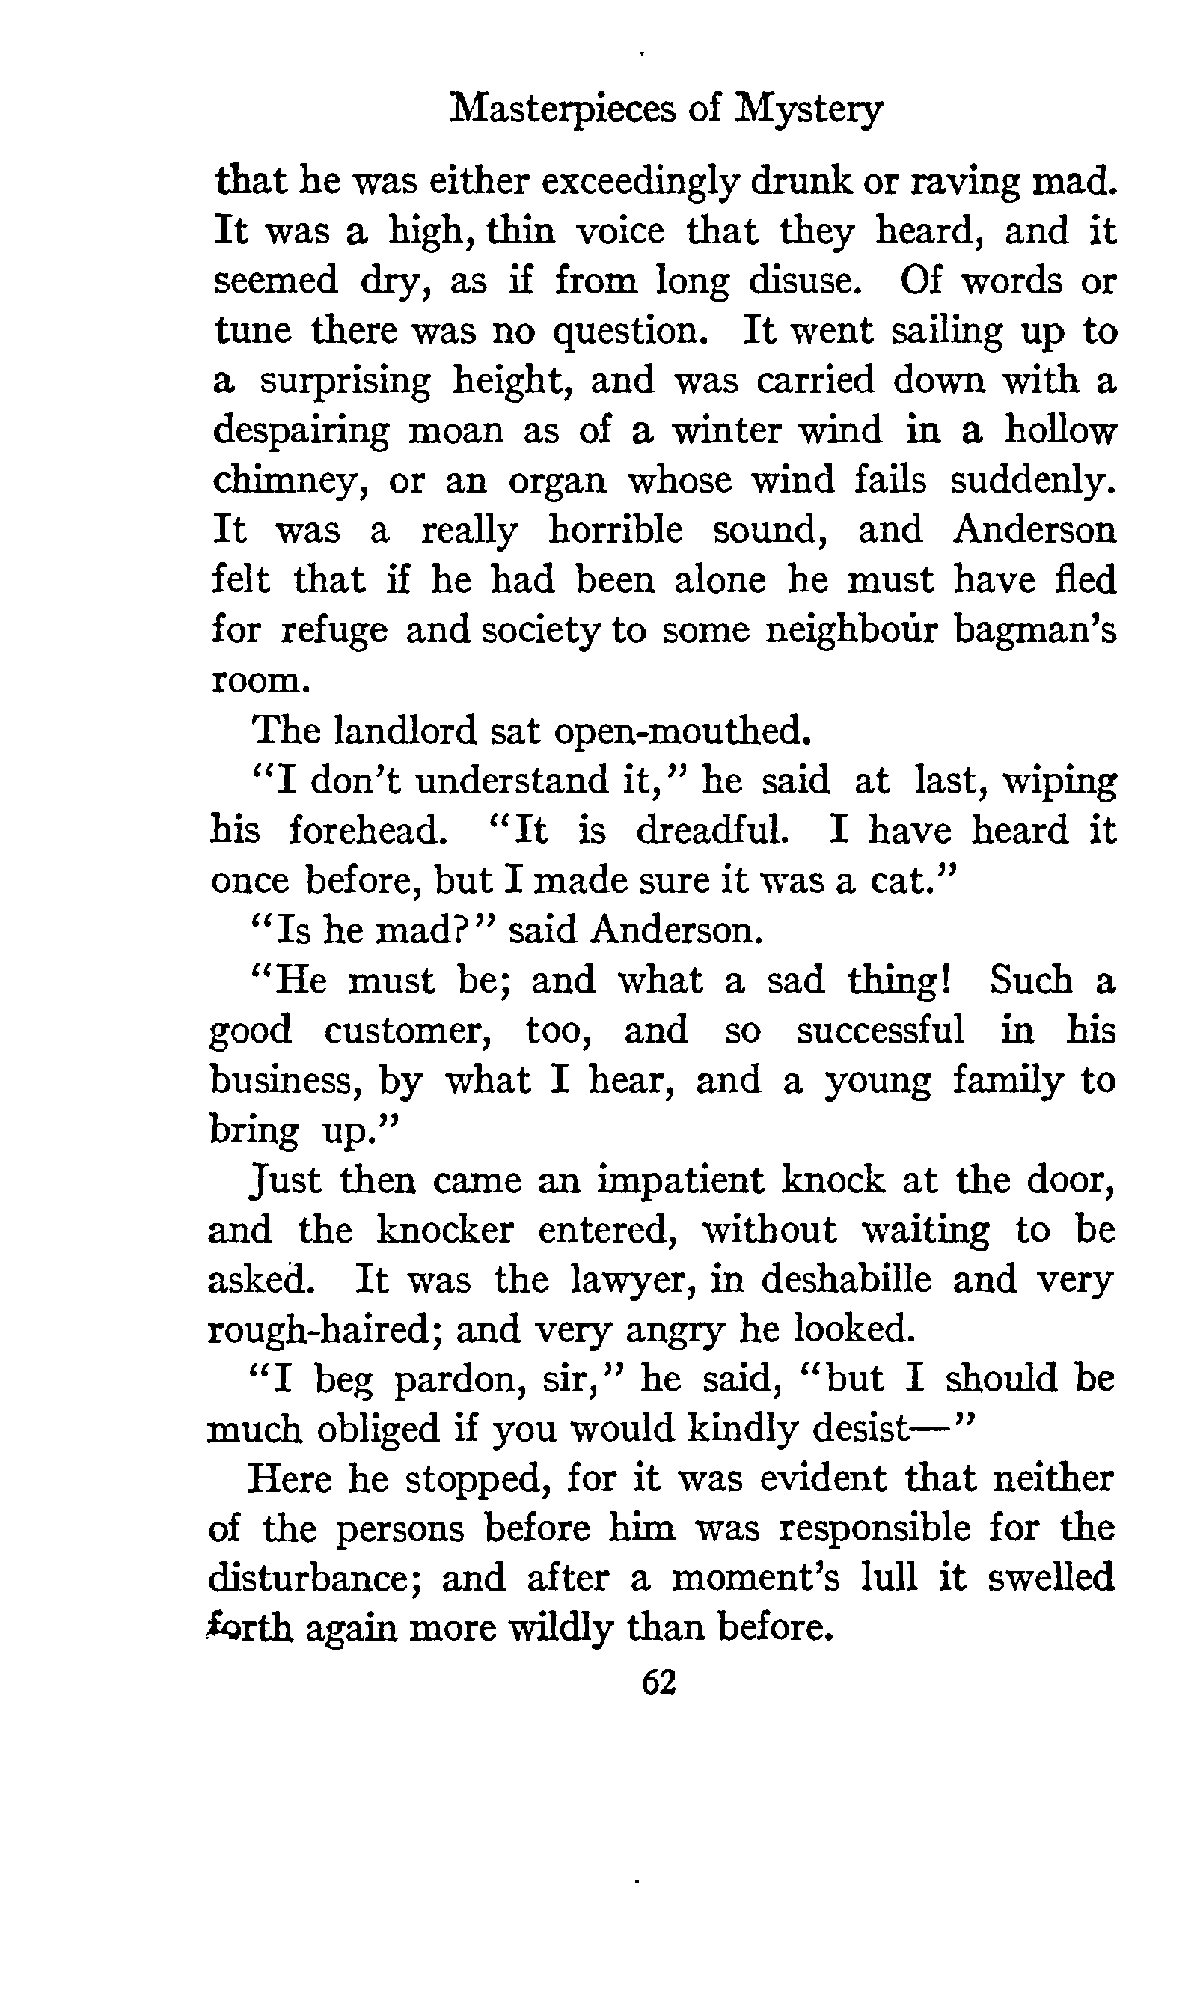 Masterpieces of Mystery
that he was either exceedingly drunk or raving mad.
It was a high, thin voice that they heard, and it
seemed dry, as if from long disuse. Of words or
tune there was no question. It went sailing up to
a surprising height, and was carried down with a
despairing moan as of a winter wind in a hollow
chimney, or an organ whose wind fails suddenly.
It was a really horrible sound, and Anderson
felt that if he had been alone he must have fled
for refuge and society to some neighbour bagman's
room.
The landlord sat open-mouthed.
"I don't understand it," he said at last, wiping
his forehead. "It is dreadful. I have heard it
once before, but I made sure it was a cat."
"Is he mad?" said Anderson.
"He must be; and what a sad thing! Such a
good customer, too, and so successful in his
business, by what I hear, and a young family to
bring up."
Just then came an impatient knock at the door,
and the knocker entered, without waiting to be
asked. It was the lawyer, in deshabille and very
rough-haired; and very angry he looked.
"I beg pardon, sir," he said, "but I should be
much obliged if you would kindly desist—"
Here he stopped, for it was evident that neither
of the persons before him was responsible for the
disturbance; and after a moment's lull it swelled
forth again more wildly than before.
62